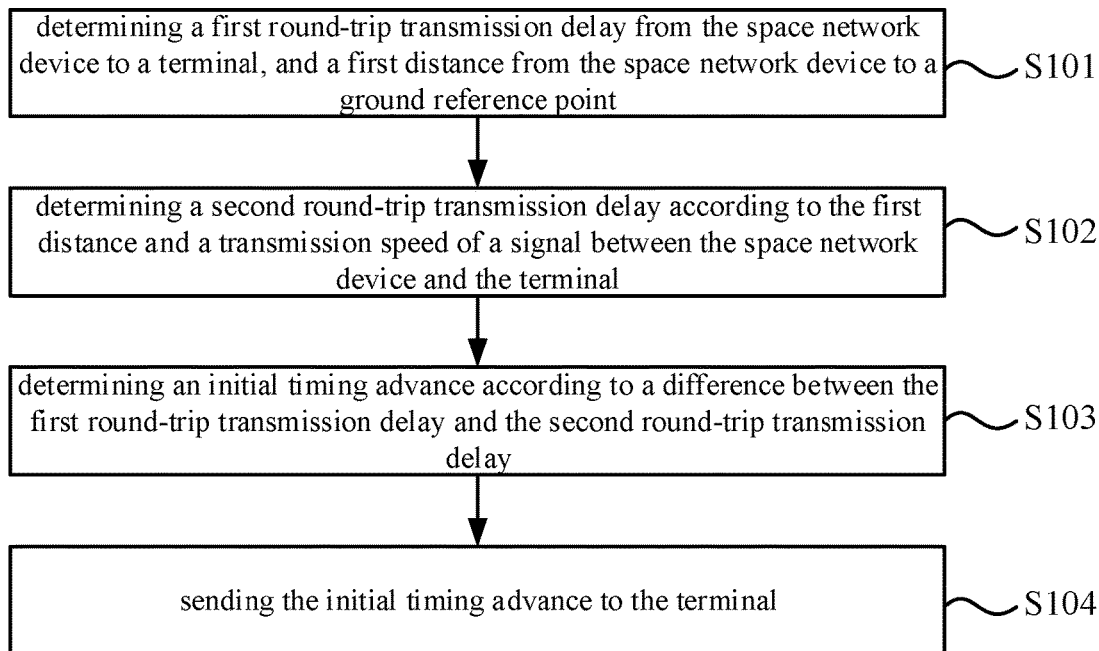 determining a first round-trip transmission delay from the space network
device to a terminal, and a first distance from the space network device to a
ground reference point
S101
determining a second round-trip transmission delay according to the first
distance and a transmission speed of a signal between the space network
device and the terminal
S102
determining an initial timing advance according to a difference between the
first round-trip transmission delay and the second round-trip transmission
delay
S103
sending the initial timing advance to the terminal
S104